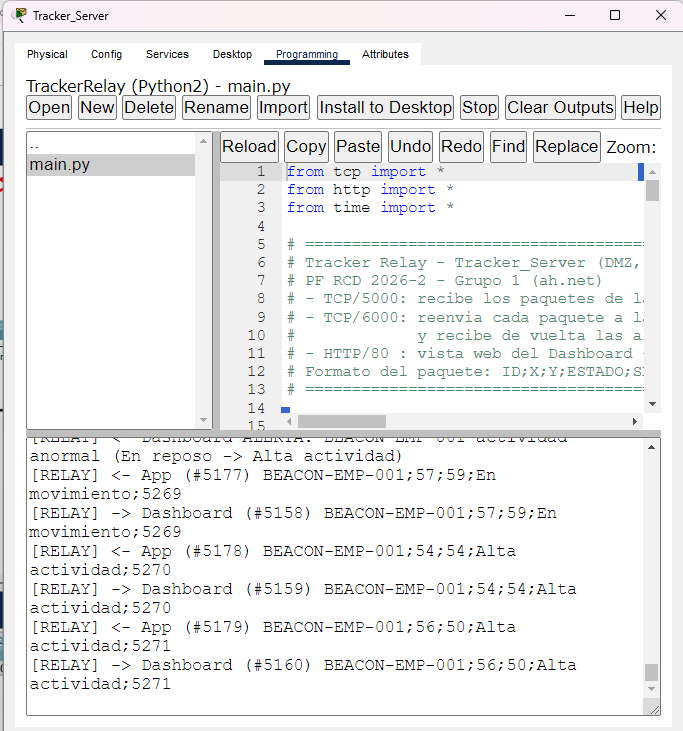 Tracker_Server
Physical Config Services Desktop Programming Attributes
TrackerRelay (Python2) - main.py
Open New Delete Rename Import Install to Desktop Stop Clear Outputs Help
..
main.py
Reload Copy Paste Undo Redo Find Replace Zoom:
1 from tcp import *
2 from http import *
3 from time import *
4
5 # =====================================
6 # Tracker Relay - Tracker_Server (DMZ,
7 # PF RCD 2026-2 - Grupo 1 (ah.net)
8 # - TCP/5000: recibe los paquetes de l
9 # - TCP/6000: reenvia cada paquete a l
10 # y recibe de vuelta las a
11 # - HTTP/80 : vista web del Dashboard
12 # Formato del paquete: ID;X;Y;ESTADO;S
13 # =====================================
14
15
[RELAY] <- Dashboard ALERTA: BEACON-EMP-001 actividad
anormal (En reposo -> Alta actividad)
[RELAY] <- App (#5177) BEACON-EMP-001;57;59;En
movimiento;5269
[RELAY] -> Dashboard (#5158) BEACON-EMP-001;57;59;En
movimiento;5269
[RELAY] <- App (#5178) BEACON-EMP-001;54;54;Alta
actividad;5270
[RELAY] -> Dashboard (#5159) BEACON-EMP-001;54;54;Alta
actividad;5270
[RELAY] <- App (#5179) BEACON-EMP-001;56;50;Alta
actividad;5271
[RELAY] -> Dashboard (#5160) BEACON-EMP-001;56;50;Alta
actividad;5271